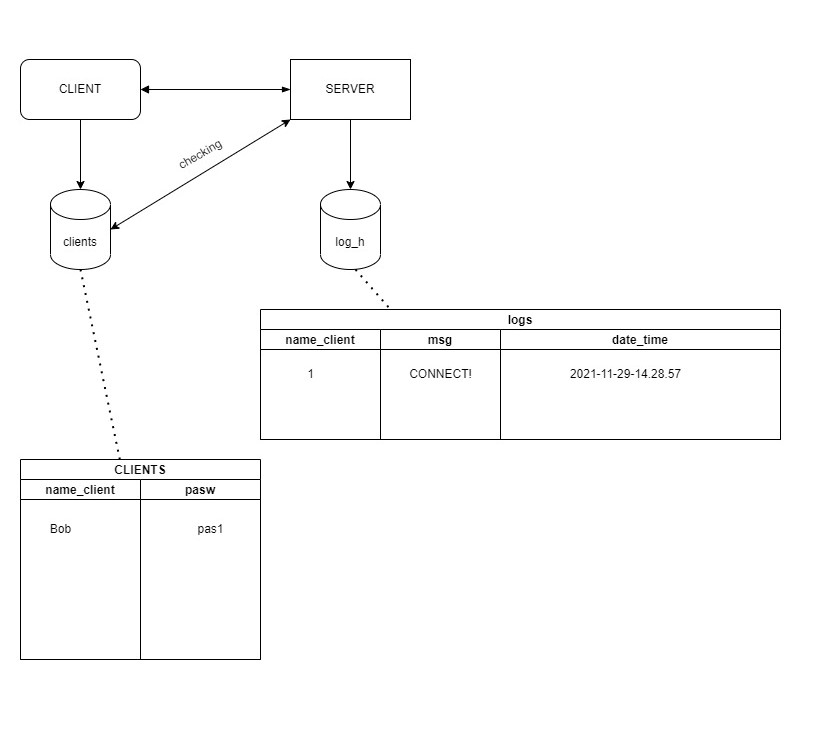 CLIENT
SERVER
checking
clients
log_h
logs
name_client msg date_time
1 CONNECT! 2021-11-29-14.28.57
CLIENTS
name_client pasw
Bob pas1